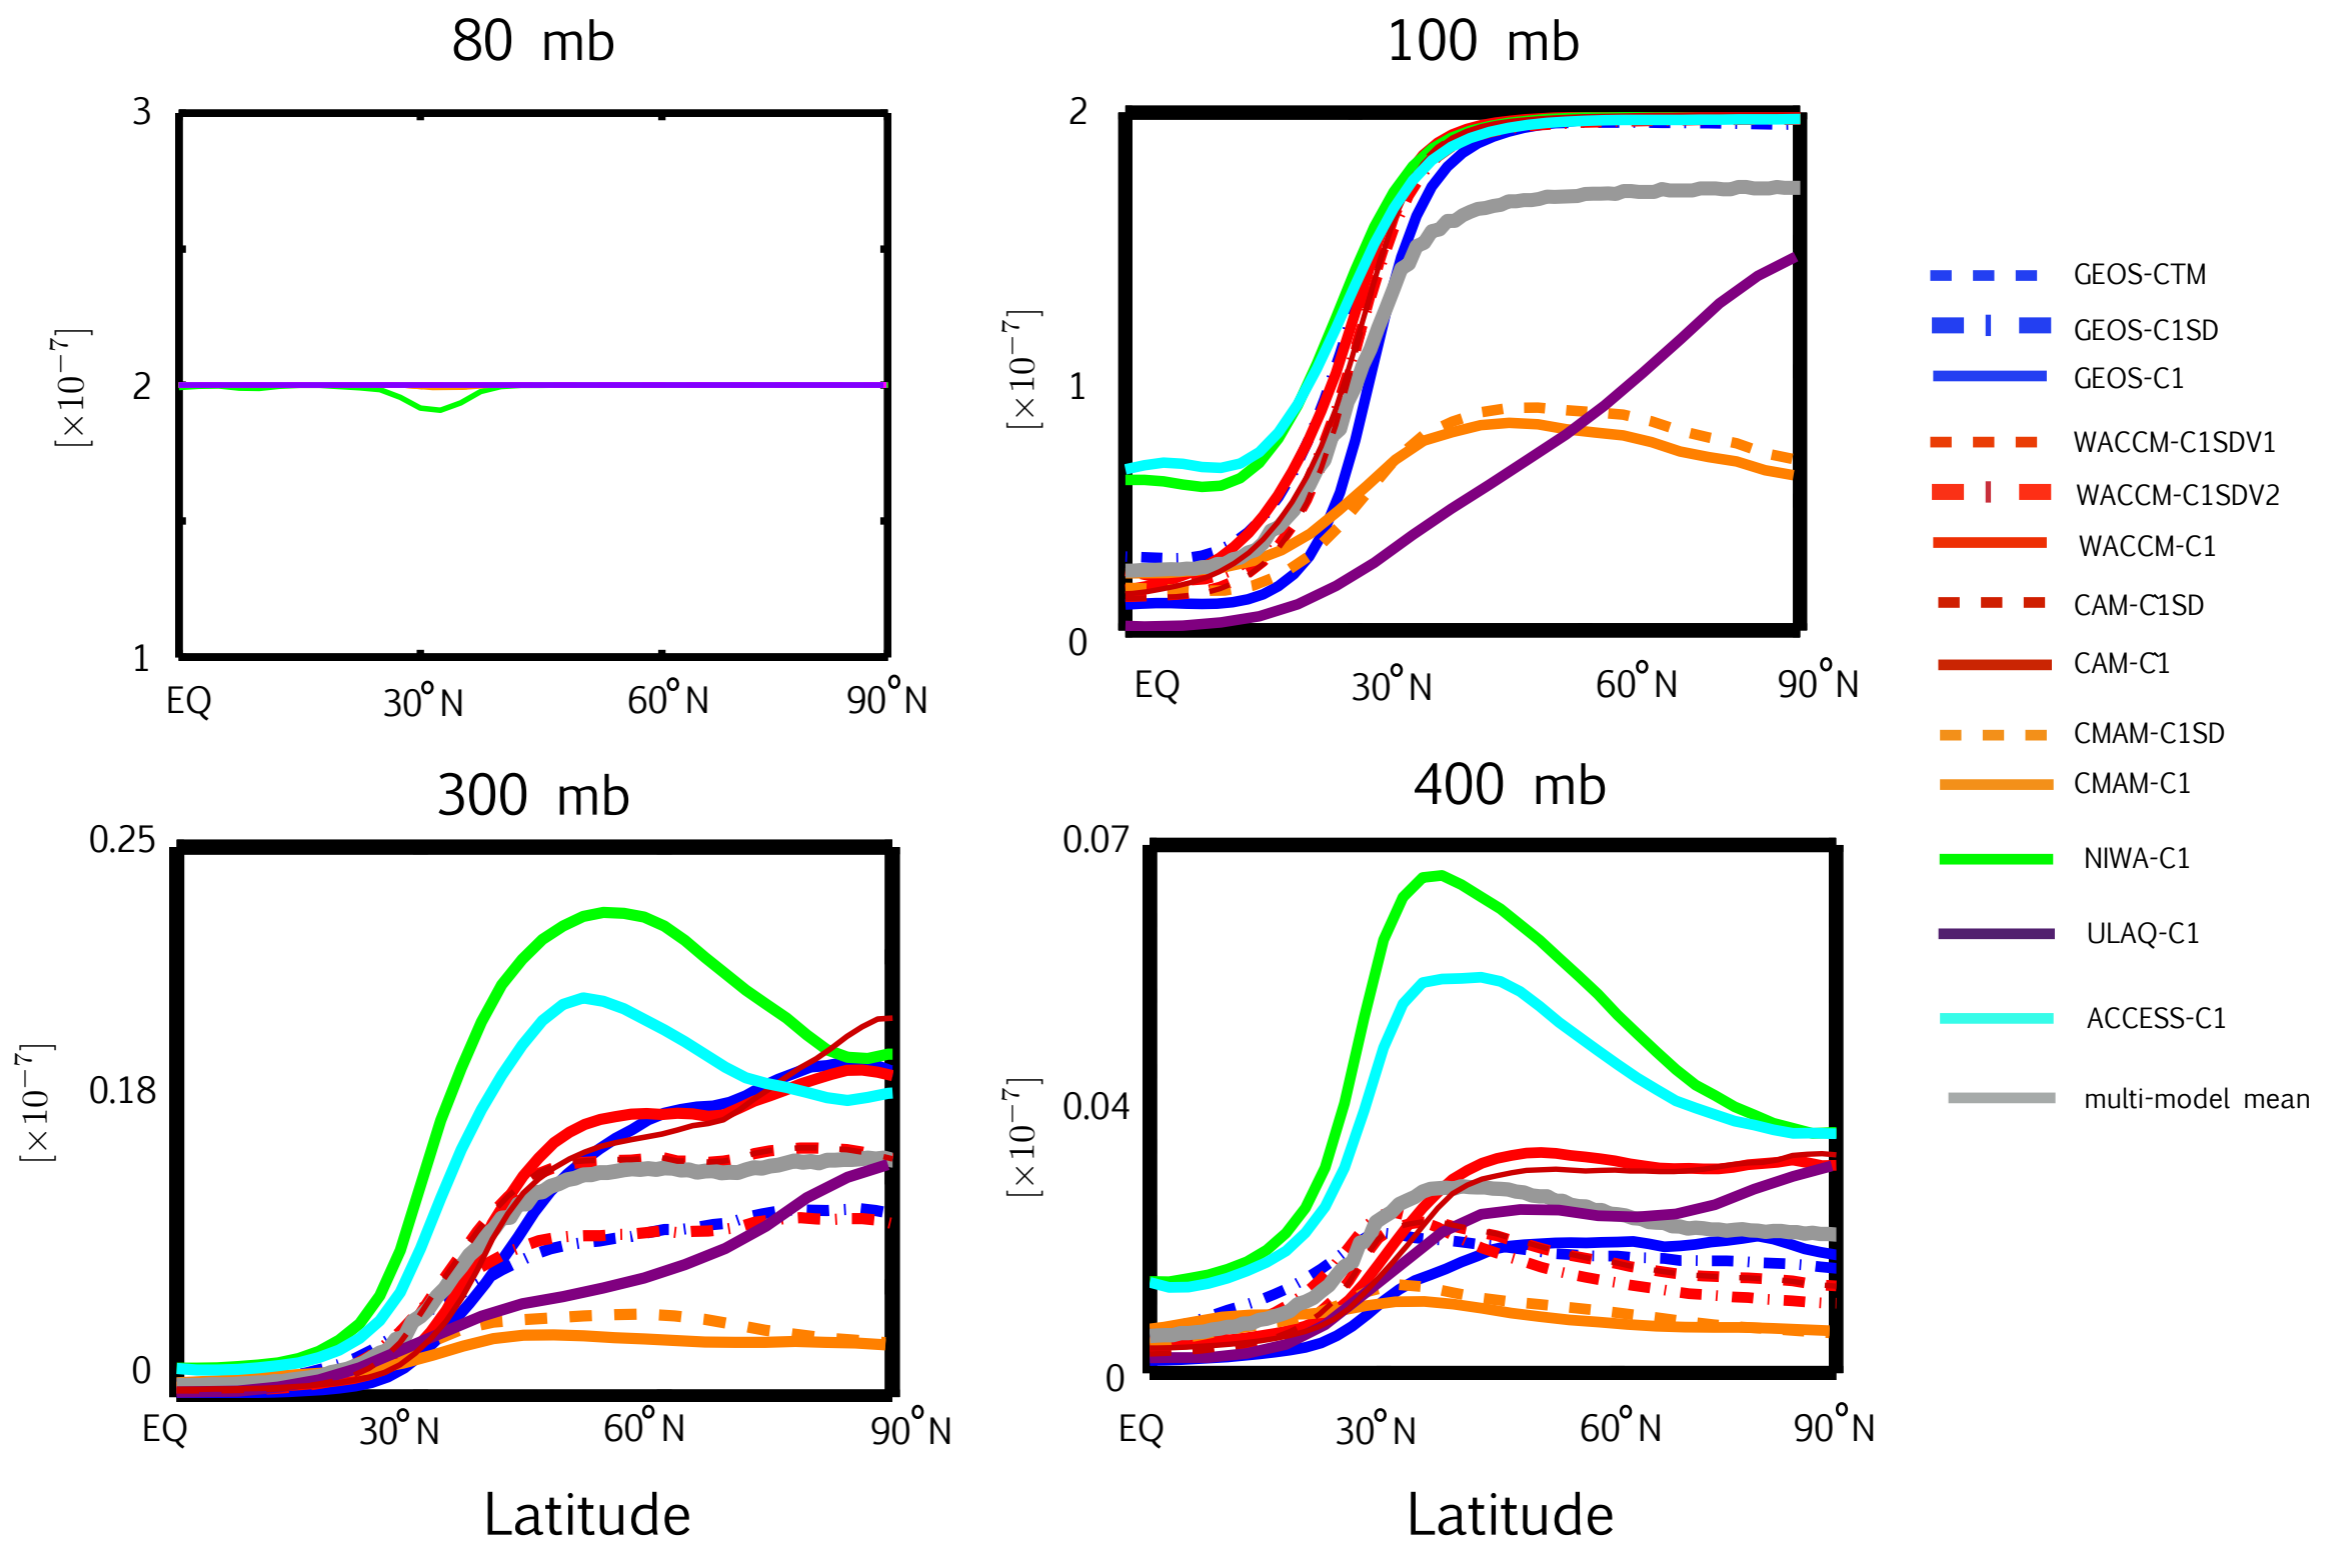 80 mb
3
2
1
[×10⁻⁷]
EQ 30°N 60°N 90°N
100 mb
2
1
0
[×10⁻⁷]
EQ 30°N 60°N 90°N
300 mb
0.25
0.18
0
[×10⁻⁷]
EQ 30°N 60°N 90°N
Latitude
400 mb
0.07
0.04
0
[×10⁻⁷]
EQ 30°N 60°N 90°N
Latitude
GEOS-CTM
GEOS-C1SD
GEOS-C1
WACCM-C1SDV1
WACCM-C1SDV2
WACCM-C1
CAM-C1SD
CAM-C1
CMAM-C1SD
CMAM-C1
NIWA-C1
ULAQ-C1
ACCESS-C1
multi-model mean